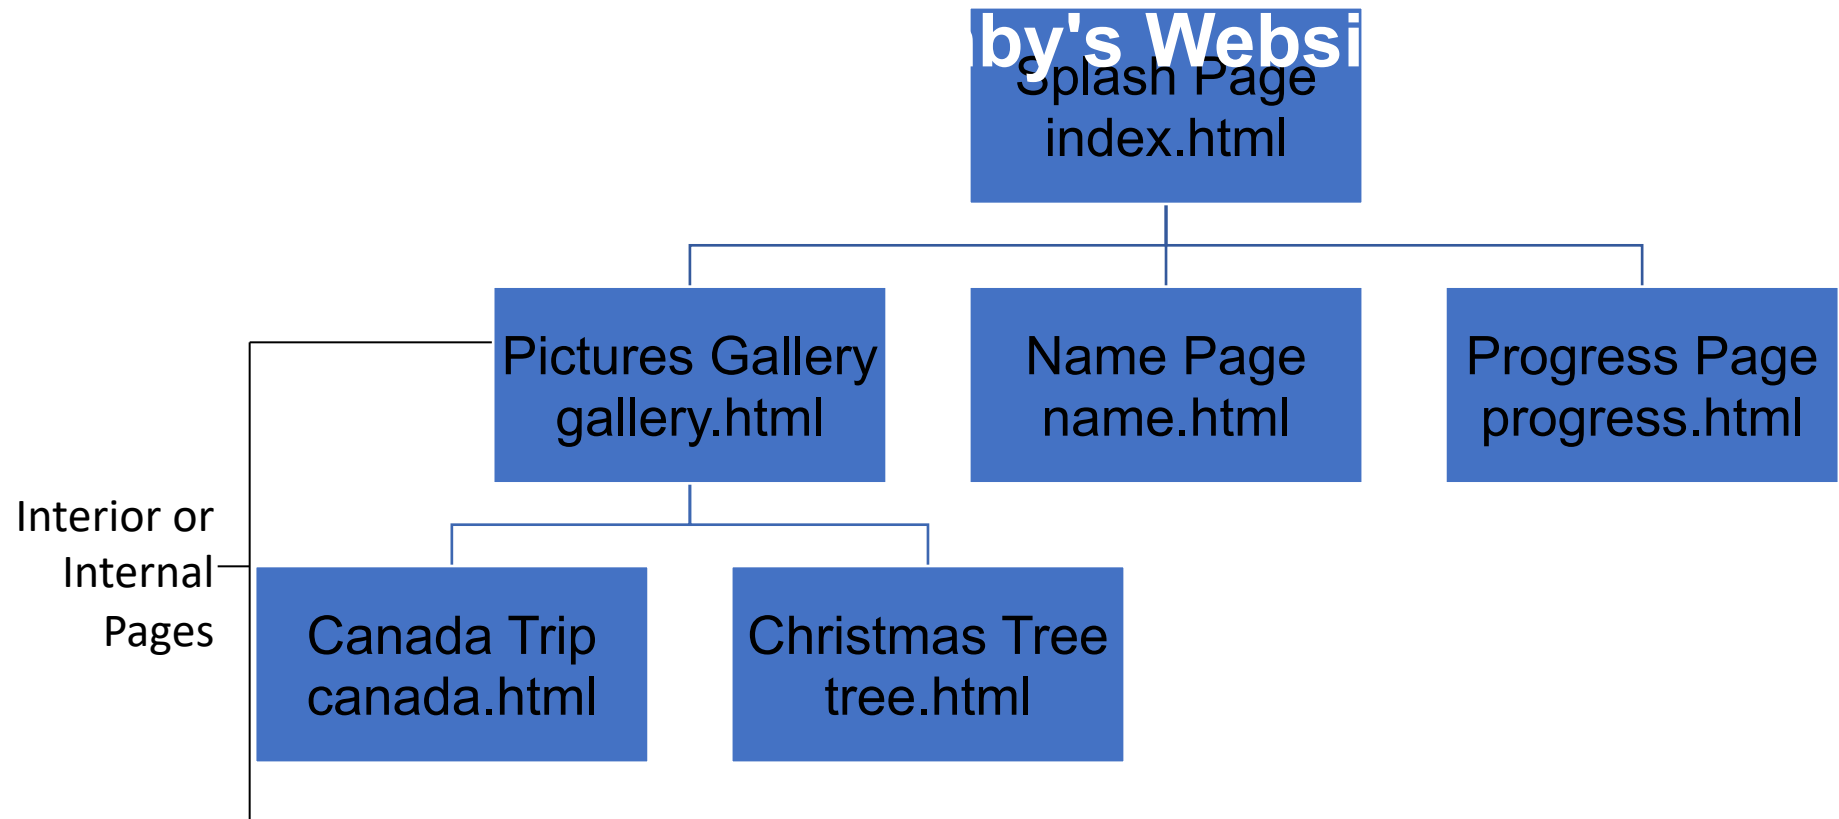 by's Websi
Splash Page
index.html
Pictures Gallery
gallery.html
Name Page
name.html
Progress Page
progress.html
Interior or
Internal
Pages
Canada Trip
canada.html
Christmas Tree
tree.html